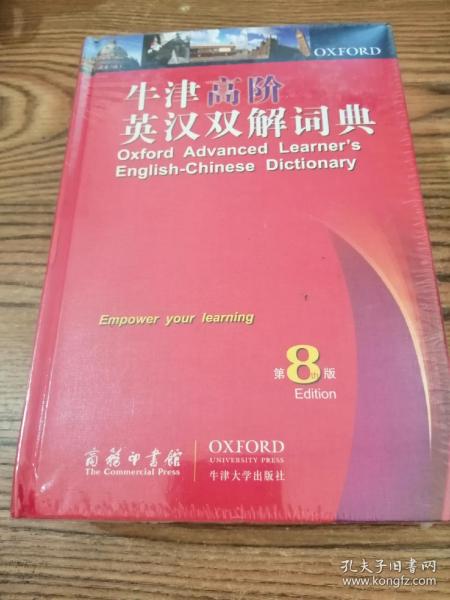 OXFORD
牛津高阶
英汉双解词典
Oxford Advanced Learner's
English-Chinese Dictionary
Empower your learning
第8th版
Edition
商務印書館
The Commercial Press
OXFORD
UNIVERSITY PRESS
牛津大学出版社
孔夫子旧书网
www.kongfz.com